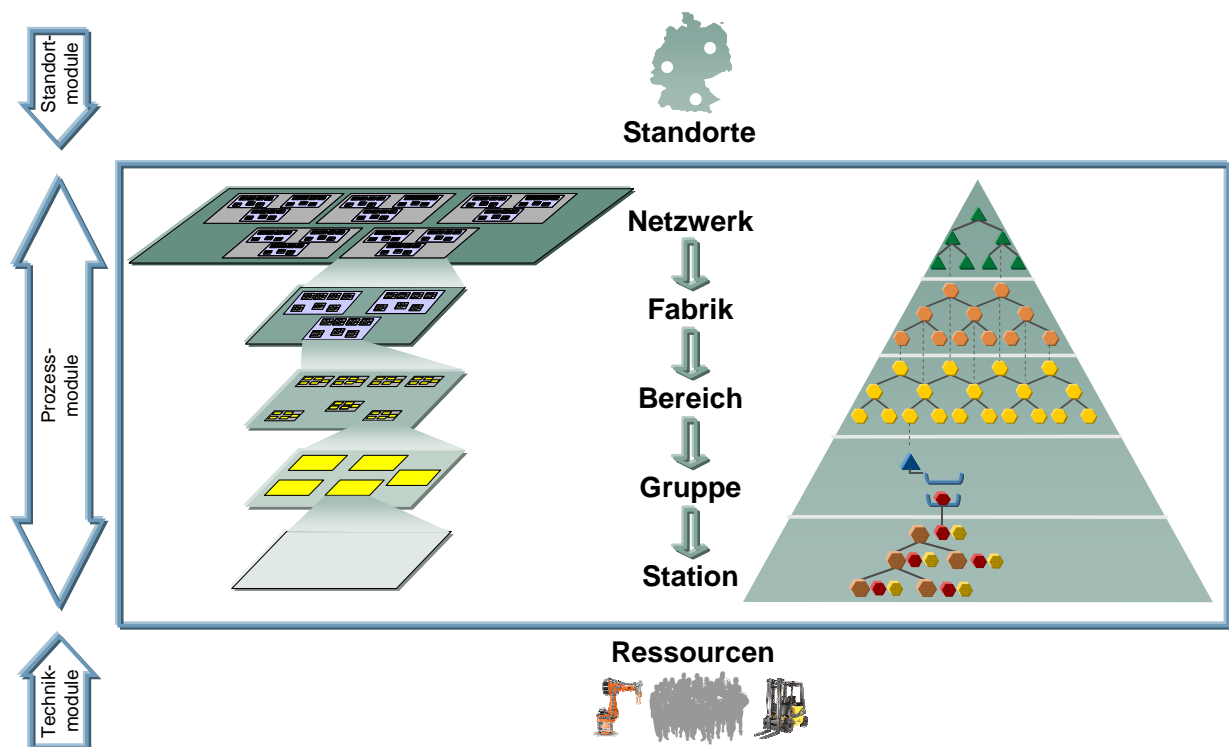 Standort-
module
Standorte
Prozess-
module
Netzwerk
Fabrik
Bereich
Gruppe
Station
Technik-
module
Ressourcen